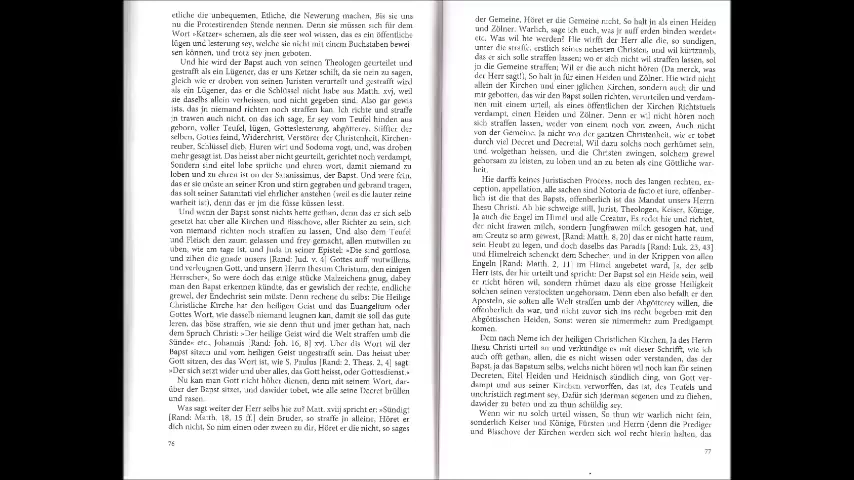 etliche die unbequemen, Etliche, die Newerung machen. Bis sie uns
nu die Protestirenden Stende nennen. Denn sie müssen sich für dem
Wort »Ketzer« schemen, als die seer wol wissen, das es ein öffentliche
lügen und lesterung sey, welche sie nicht mit einem Buchstaben bewei-
sen können, und trotz sey jnen geboten.
Und hie wird der Bapst auch von seinen Theologen geurteilet und
gestrafft als ein Lügener, das er uns Ketzer schilt, da sie nein zu sagen,
gleich wie er droben von seinen Juristen verurteilt und gestrafft wird
als ein Lügener, das er die Schlüssel nicht habe aus Matth. xvj, weil
sie daselbs allein verheissen, und nicht gegeben sind. Also gar gewis
ists, das jn niemand richten noch straffen kan. Ich richte und straffe
jn trawen auch nicht, on das ich sage, Er sey vom Teufel hinden aus
geborn, voller Teufel, lügen, Gotteslesterung, abgötterey, Stiffter der
selben, Gottes feind, Widerchrist, Verstörer der Christenheit, Kirchen-
reuber, Schlüssel dieb, Huren wirt und Sodoma vogt, und, was droben
mehr gesagt ist. Das heisst aber nicht geurteilt, gerichtet noch verdampt,
Sondern sind eitel lobe sprüche und ehren wort, damit niemand zu
loben und zu ehren ist on der Satanissimus, der Bapst. Und were fein,
das er sie müste an seiner Kron und stirn gegraben und gebrand tragen,
das solt seiner Satanitati viel ehrlicher anstehen (weil es die lauter reine
warheit ist), denn das er jm die füsse küssen lesst.
Und wenn der Bapst sonst nichts hette gethan, denn das er sich selb
gesetzt hat uber alle Kirchen und Bisschove, aller Richter zu sein, sich
von niemand richten noch straffen zu lassen, Und also dem Teufel
und Fleisch den zaum gelassen und frey gemacht, allen mutwillen zu
uben, wie am tage ist, und Juda in seiner Epistel: »Die sind gottlose,
und zihen die gnade unsers [Rand: Jud. v. 4] Gottes auff mutwillen,
und verleugnen Gott, und unsern Herrn Ihesum Christum, den einigen
Herrscher«, So were doch das einige stücke Malzeichens gnug, dabey
man den Bapst erkennen kündte, das er gewislich der rechte, endliche
grewel, der Endechrist sein müste. Denn rechene du selbs: Die Heilige
Christliche Kirche hat den heiligen Geist und das Euangelium oder
Gottes Wort, wie dasselb niemand leugnen kan, damit sie soll das gute
leren, das böse straffen, wie sie denn thut und jmer gethan hat, nach
dem Spruch Christi: »Der heilige Geist wird die Welt straffen umb die
Sünde« etc. Johannis [Rand: Joh. 16, 8] xvj. Uber dis Wort wil der
Bapst sitzen und vom heiligen Geist ungestrafft sein. Das heisst uber
Gott sitzen, des das Wort ist, wie S. Paulus [Rand: 2. Thess. 2, 4] sagt:
»Der sich setzt wider und uber alles, das Gott heisst, oder Gottesdienst.«
Nu kan man Gott nicht höher dienen, denn mit seinem Wort, dar-
über der Bapst sitzet, und dawider tobet, wie alle seine Decret brüllen
und rasen.
Was sagt weiter der Herr selbs hie zu? Matt. xviij spricht er: »Sündigt
[Rand: Matth. 18, 15 ff.] dein Bruder, so straffe jn alleine, Höret er
dich nicht, So nim einen oder zween zu dir, Höret er die nicht, so sages
76
der Gemeine, Höret er die Gemeine nicht, So halt jn als einen Heiden
und Zölner. Warlich, sage ich euch, was jr auff erden bindet werdet«
etc. Was wil hie werden? Hie wirfft der Herr alle die, so sundigen,
unter die straffe, erstlich seines nehesten Christen, und wil kürtzumb,
das er sich solle straffen lassen; wo er sich nicht wil straffen lassen, sol
jn die Gemeine straffen; Wil er die auch nicht hören (Da merck, was
der Herr sagt!), So halt jn für einen Heiden und Zölner. Hie wird nicht
allein der Kirchen und einer jglichen Kirchen, sondern auch dir und
mir geboten, das wir den Bapst sollen richten, verurteilen und verdam-
nen mit einem urteil, als eines öffentlichen der Kirchen Richtstuels
verdampt, einen Heiden und Zölner. Denn er wil nicht hören noch
sich straffen lassen, weder von einem noch von zween, Auch nicht
von der Gemeine. Ja nicht von der gantzen Christenheit, wie er tobet
durch viel Decret und Decretal, Wil dazu solchs noch gerhümet sein,
und wolgethan heissen, und die Christen zwingen, solchem grewel
gehorsam zu leisten, zu loben und an zu beten als eine Göttliche war-
heit.
Hie darffs keines Juristischen Process, noch des langen rechten, ex-
ception, appellation, alle sachen sind Notoria de facto et iure, offenber-
lich ist die that des Bapsts, offenberlich ist das Mandat unsers Herrn
Ihesu Christi. Ah hie schweige still, Jurist, Theologen, Keiser, Könige,
Ja auch die Engel im Himel und alle Creatur, Es redet hie und richtet,
der nicht frawen milch, sondern Jungfrawen milch gesogen hat, und
am Creutz so arm gewest, [Rand: Matth. 8, 20] das er nicht hatte raum,
sein Heubt zu legen, und doch daselbs das Paradis [Rand: Luk. 23, 43]
und Himelreich schenckt dem Schecher, und in der Krippen von allen
Engeln [Rand: Matth. 2, 11] im Himel angebetet ward, Ja, der selb
Herr ists, der hie urteilt und spricht: Der Bapst sol ein Heide sein, weil
er nicht hören wil, sondern rhümet dazu als eine grosse Heiligkeit
solchen seinen verstockten ungehorsam. Denn eben also befalh er den
Aposteln, sie solten alle Welt straffen umb der Abgötterey willen, die
offenberlich da war, und nicht zuvor sich ins recht begeben mit den
Abgöttisschen Heiden, Sonst weren sie nimermehr zum Predigampt
komen.
Dem nach Neme ich der heiligen Christlichen Kirchen, Ja des Herrn
Ihesu Christi urteil an und verkündige es mit dieser Schrifft, wie ich
auch offt gethan, allen, die es nicht wissen oder verstanden, das der
Bapst, ja das Bapstum selbs, welchs nicht hören wil noch kan für seinen
Decreten, Eitel Heiden und Heidnisch sündlich ding, von Gott ver-
dampt und aus seiner Kirchen verworffen, das ist, des Teufels und
unchristlich regiment sey, Dafür sich jderman segenen und zu fliehen,
dawider zu beten und zu thun schüldig sey.
Wenn wir nu solch urteil wissen, So thun wir warlich nicht fein,
sonderlich Keiser und Könige, Fürsten und Herrn (denn die Prediger
und Bisschove der Kirchen werden sich wol recht hierin halten, das
77